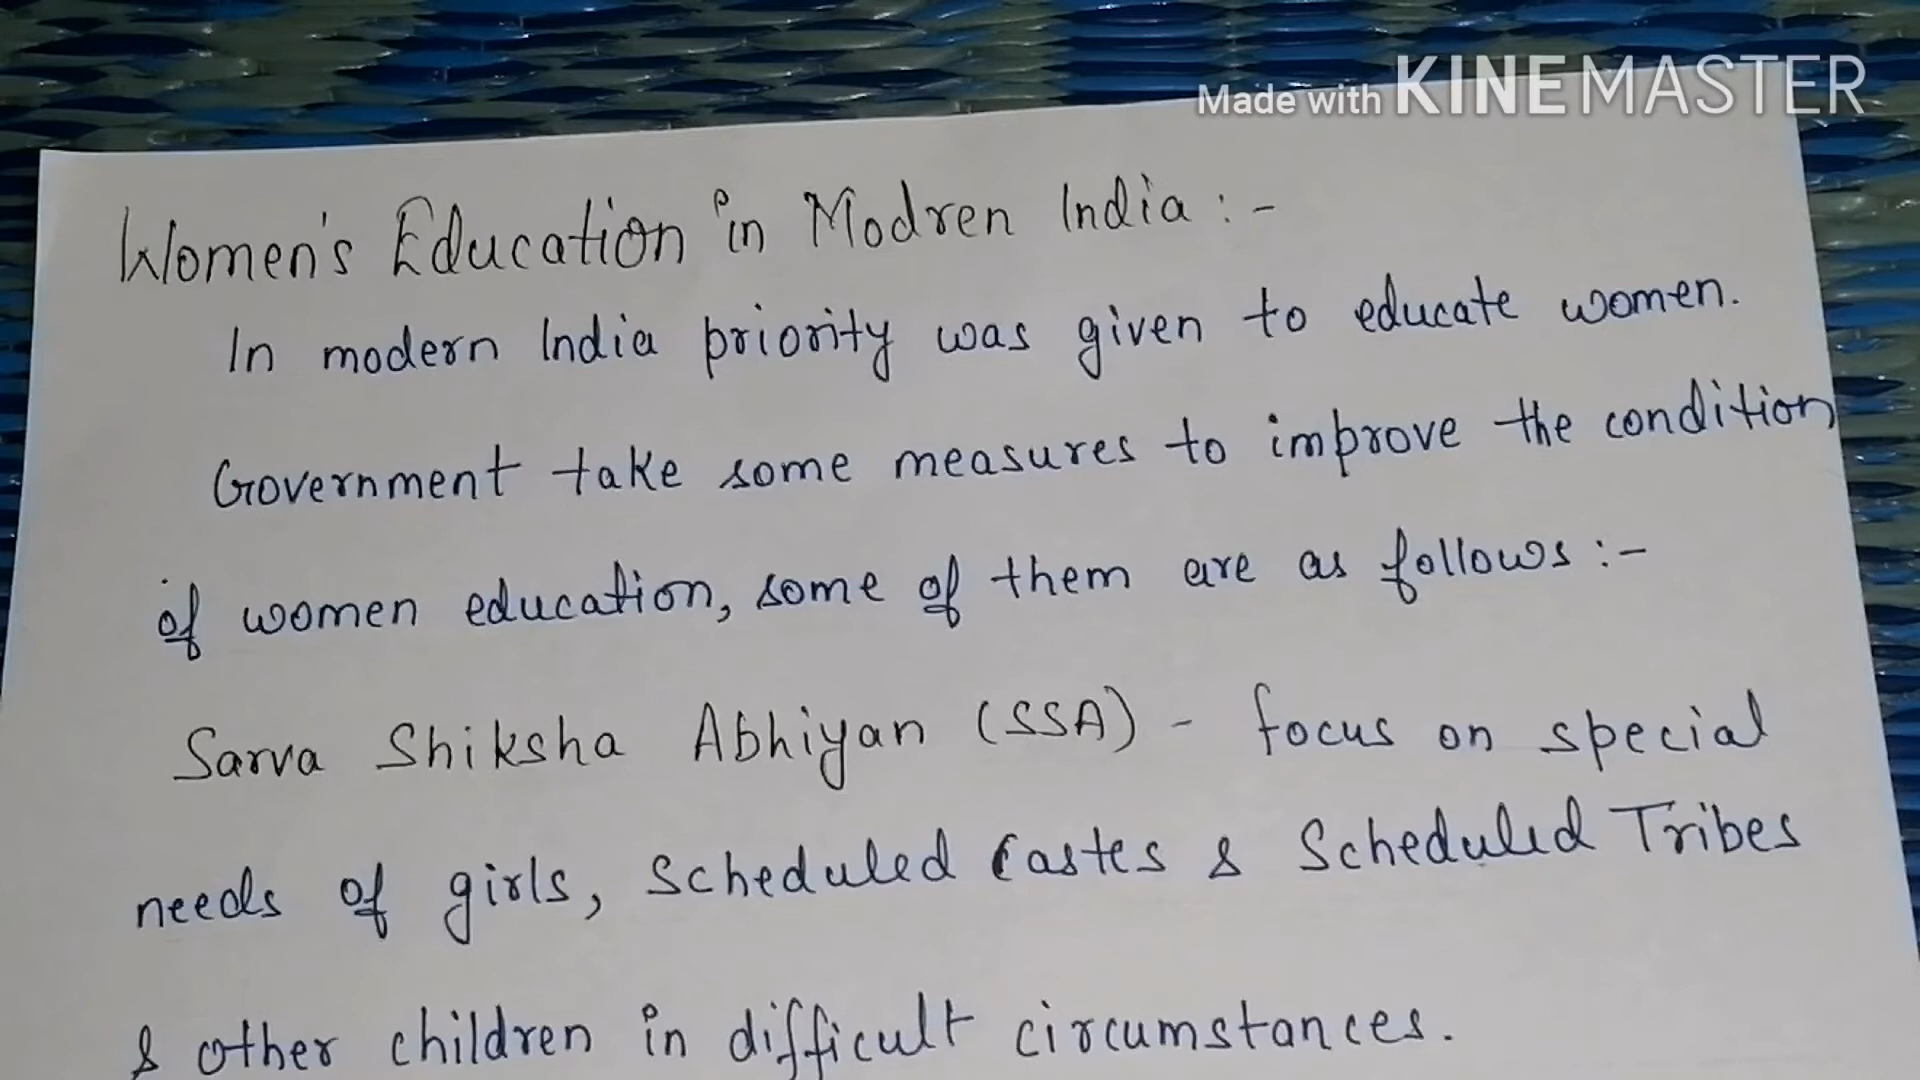 Made with KINEMASTER
Women's Education in Modren India :-
In modern India priority was given to educate women.
Government take some measures to improve the condition
of women education, some of them are as follows :-
Sarva Shiksha Abhiyan (SSA) - focus on special
needs of girls, Scheduled Castes & Scheduled Tribes
& other children in difficult circumstances.